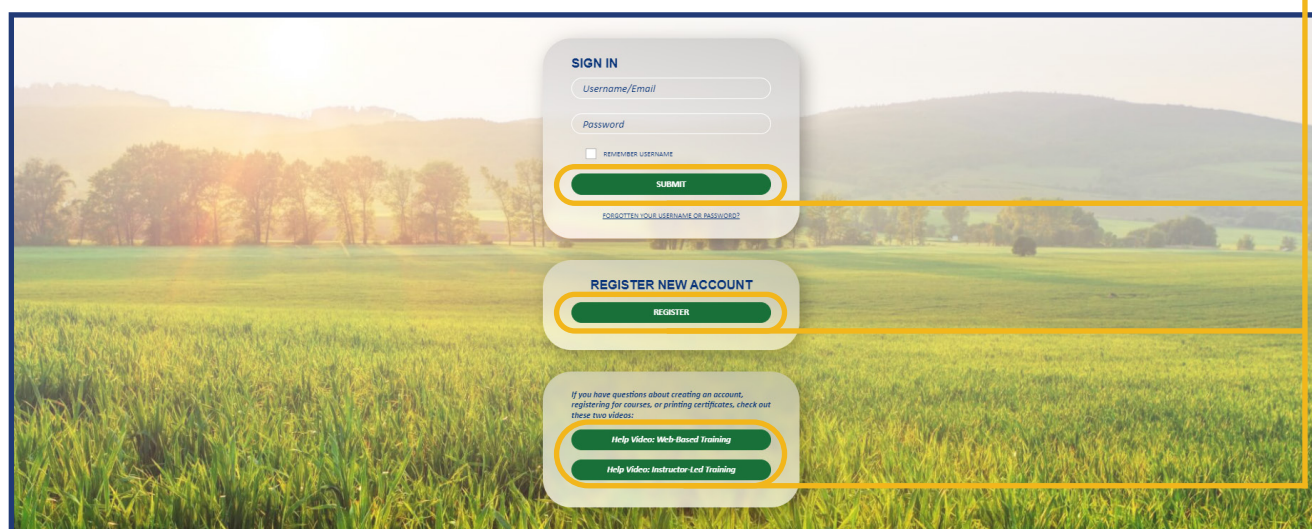 SIGN IN
Username/Email
Password
REMEMBER USERNAME
SUBMIT
FORGOTTEN YOUR USERNAME OR PASSWORD?
REGISTER NEW ACCOUNT
REGISTER
If you have questions about creating an account,
registering for courses, or printing certificates, check out
these two videos:
Help Video: Web-Based Training
Help Video: Instructor-Led Training